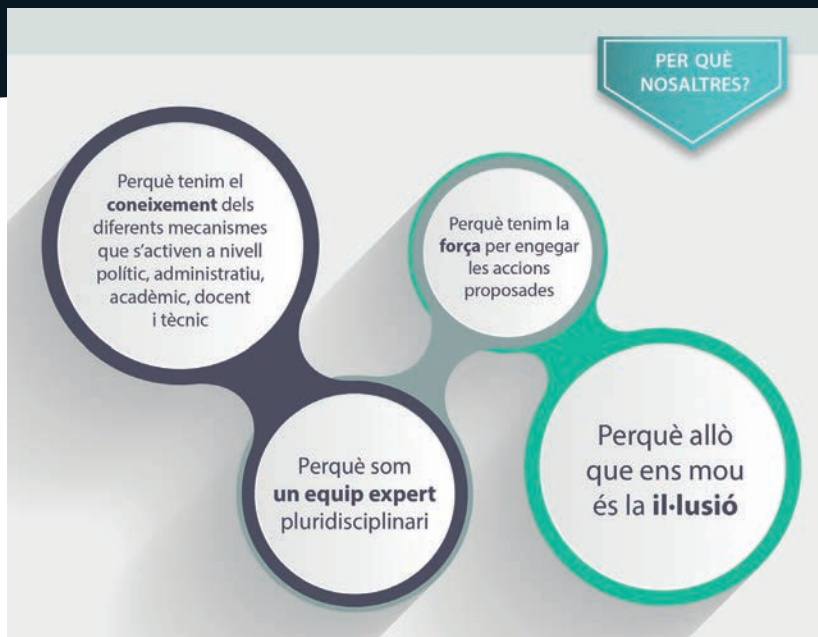 PER QUÈ
NOSALTRES?
Perquè tenim el
coneixement dels
diferents mecanismes
que s'activen a nivell
polític, administratiu,
acadèmic, docent
i tècnic
Perquè som
un equip expert
pluridisciplinari
Perquè tenim la
força per engegar
les accions
proposades
Perquè allò
que ens mou
és la il·lusió